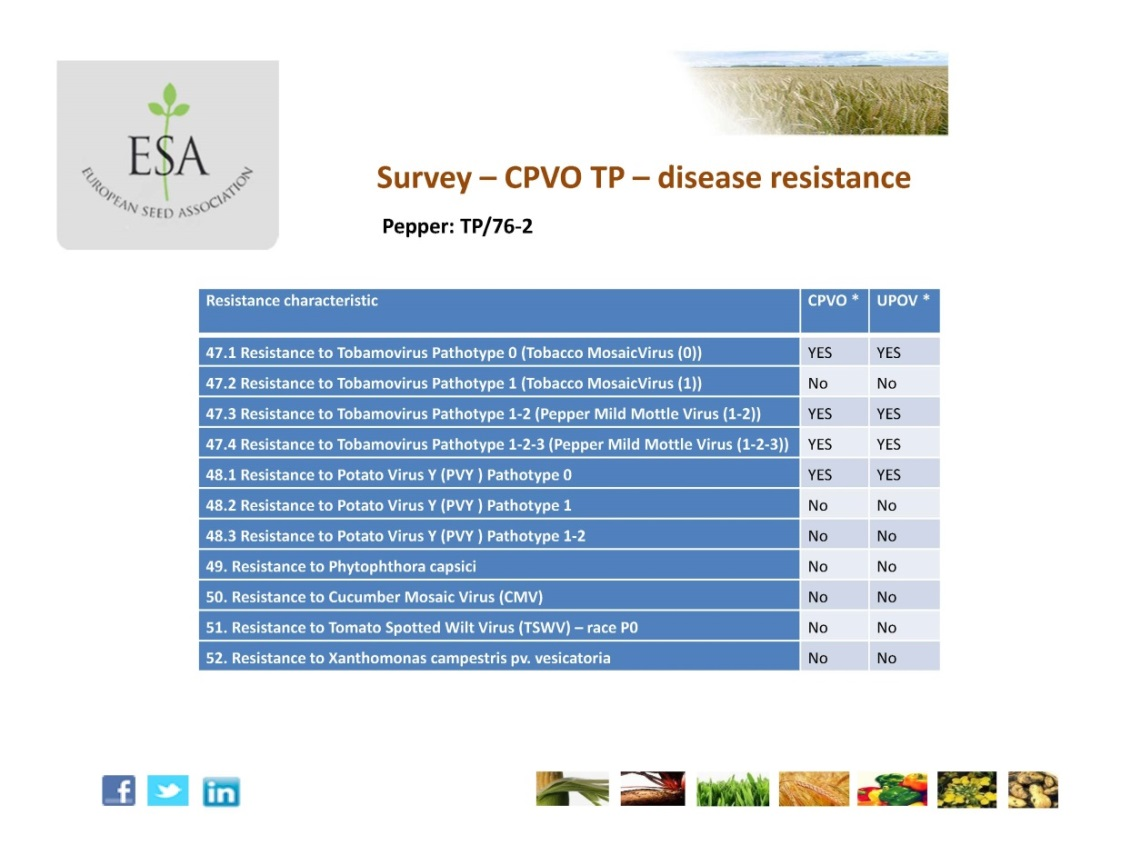 ESA
EUROPEAN SEED ASSOCIATION
Survey – CPVO TP – disease resistance
Pepper: TP/76-2
Resistance characteristic CPVO * UPOV *
47.1 Resistance to Tobamovirus Pathotype 0 (Tobacco MosaicVirus (0)) YES YES
47.2 Resistance to Tobamovirus Pathotype 1 (Tobacco MosaicVirus (1)) No No
47.3 Resistance to Tobamovirus Pathotype 1-2 (Pepper Mild Mottle Virus (1-2)) YES YES
47.4 Resistance to Tobamovirus Pathotype 1-2-3 (Pepper Mild Mottle Virus (1-2-3)) YES YES
48.1 Resistance to Potato Virus Y (PVY ) Pathotype 0 YES YES
48.2 Resistance to Potato Virus Y (PVY ) Pathotype 1 No No
48.3 Resistance to Potato Virus Y (PVY ) Pathotype 1-2 No No
49. Resistance to Phytophthora capsici No No
50. Resistance to Cucumber Mosaic Virus (CMV) No No
51. Resistance to Tomato Spotted Wilt Virus (TSWV) – race P0 No No
52. Resistance to Xanthomonas campestris pv. vesicatoria No No
f in